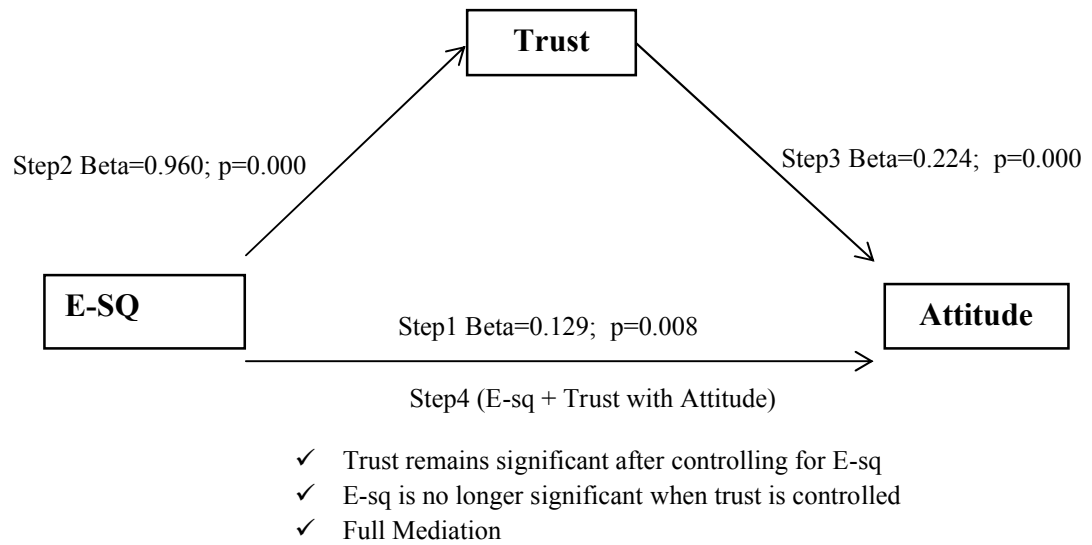 Trust
Step2 Beta=0.960; p=0.000
Step3 Beta=0.224; p=0.000
E-SQ
Step1 Beta=0.129; p=0.008
Attitude
Step4 (E-sq + Trust with Attitude)
✓ Trust remains significant after controlling for E-sq
✓ E-sq is no longer significant when trust is controlled
✓ Full Mediation